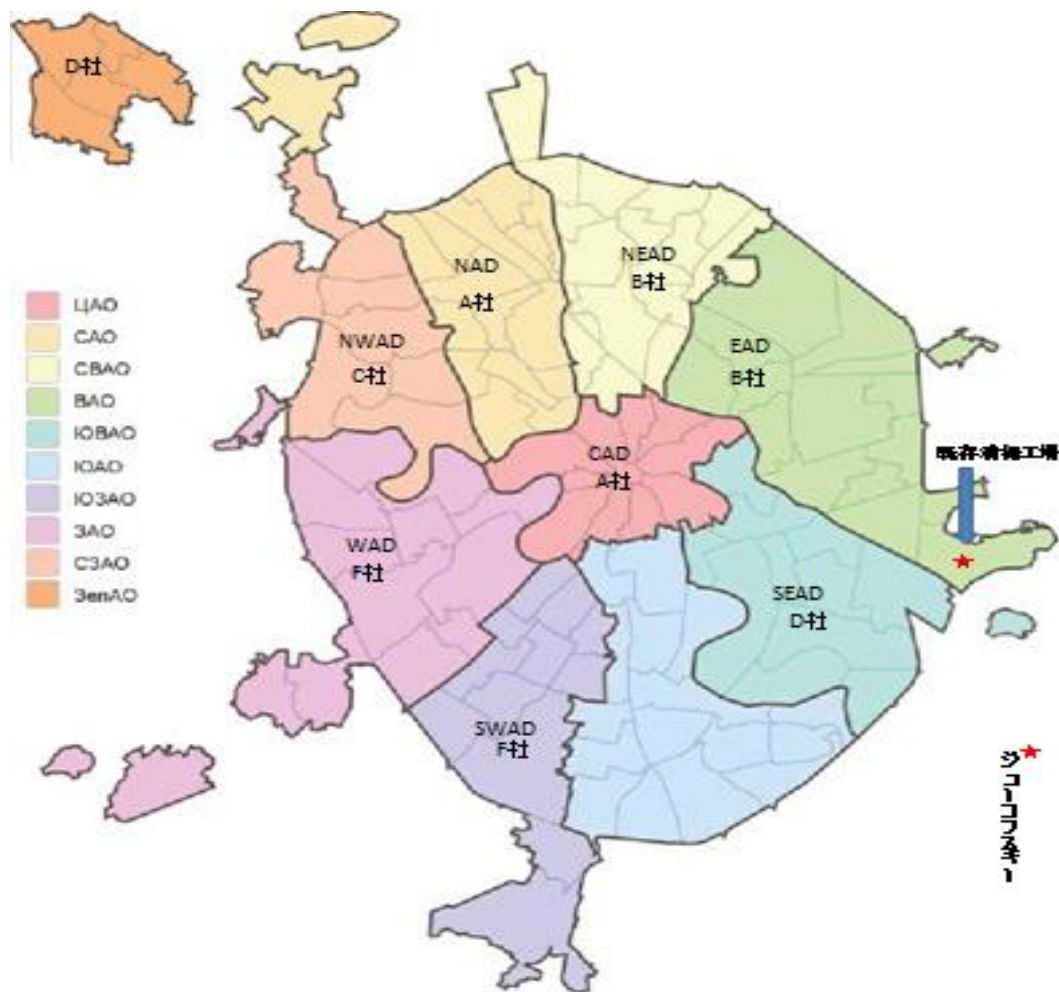 D社
NAD
A社
NEAD
B社
NWAD
C社
EAD
B社
CAD
A社
既存清掃工場
WAD
F社
SEAD
D社
SWAD
F社
ЦАО
САО
СВАО
ВАО
ЮВАО
ЮАО
ЮЗАО
ЗАО
СЗАО
ЗелАО
ジューコフスキー